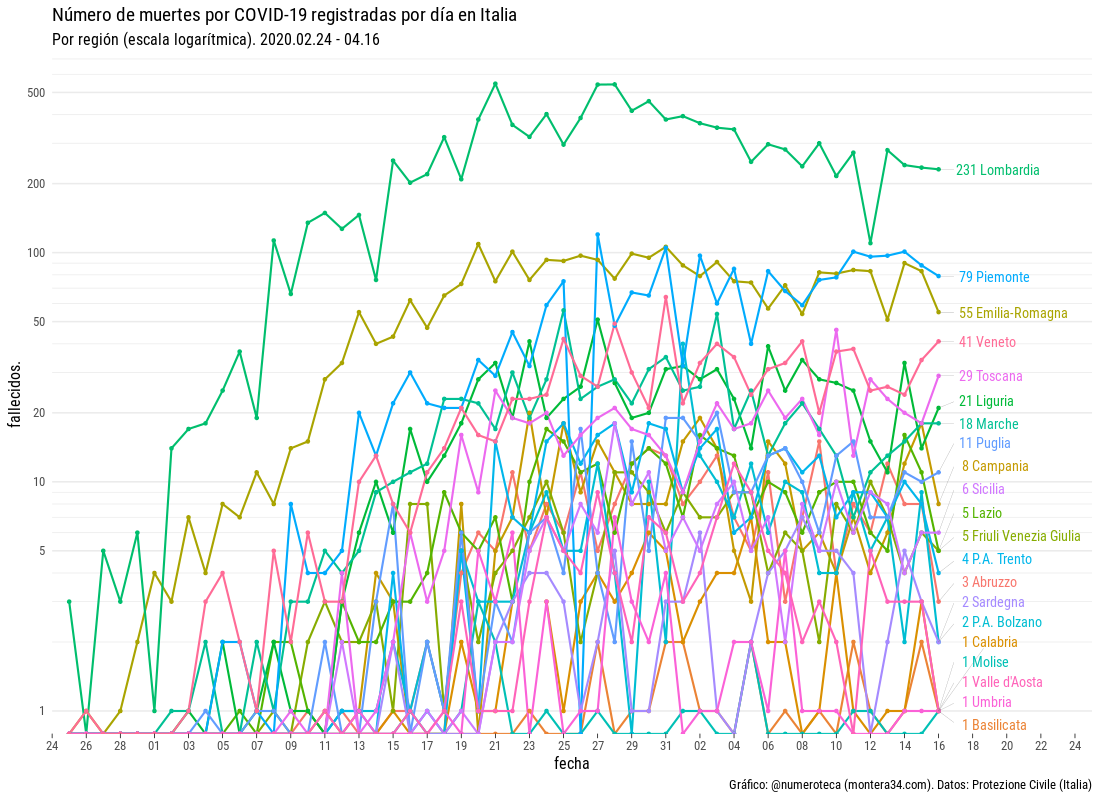 Número de muertes por COVID-19 registradas por día en Italia
Por región (escala logarítmica). 2020.02.24 - 04.16
fallecidos.
500
200
100
50
20
10
5
1
231 Lombardia
79 Piemonte
55 Emilia-Romagna
41 Veneto
29 Toscana
21 Liguria
18 Marche
11 Puglia
8 Campania
6 Sicilia
5 Lazio
5 Friuli Venezia Giulia
4 P.A. Trento
3 Abruzzo
2 Sardegna
2 P.A. Bolzano
1 Calabria
1 Molise
1 Valle d'Aosta
1 Umbria
1 Basilicata
24 26 28 01 03 05 07 09 11 13 15 17 19 21 23 25 27 29 31 02 04 06 08 10 12 14 16 18 20 22 24
fecha
Gráfico: @numeroteca (montera34.com). Datos: Protezione Civile (Italia)